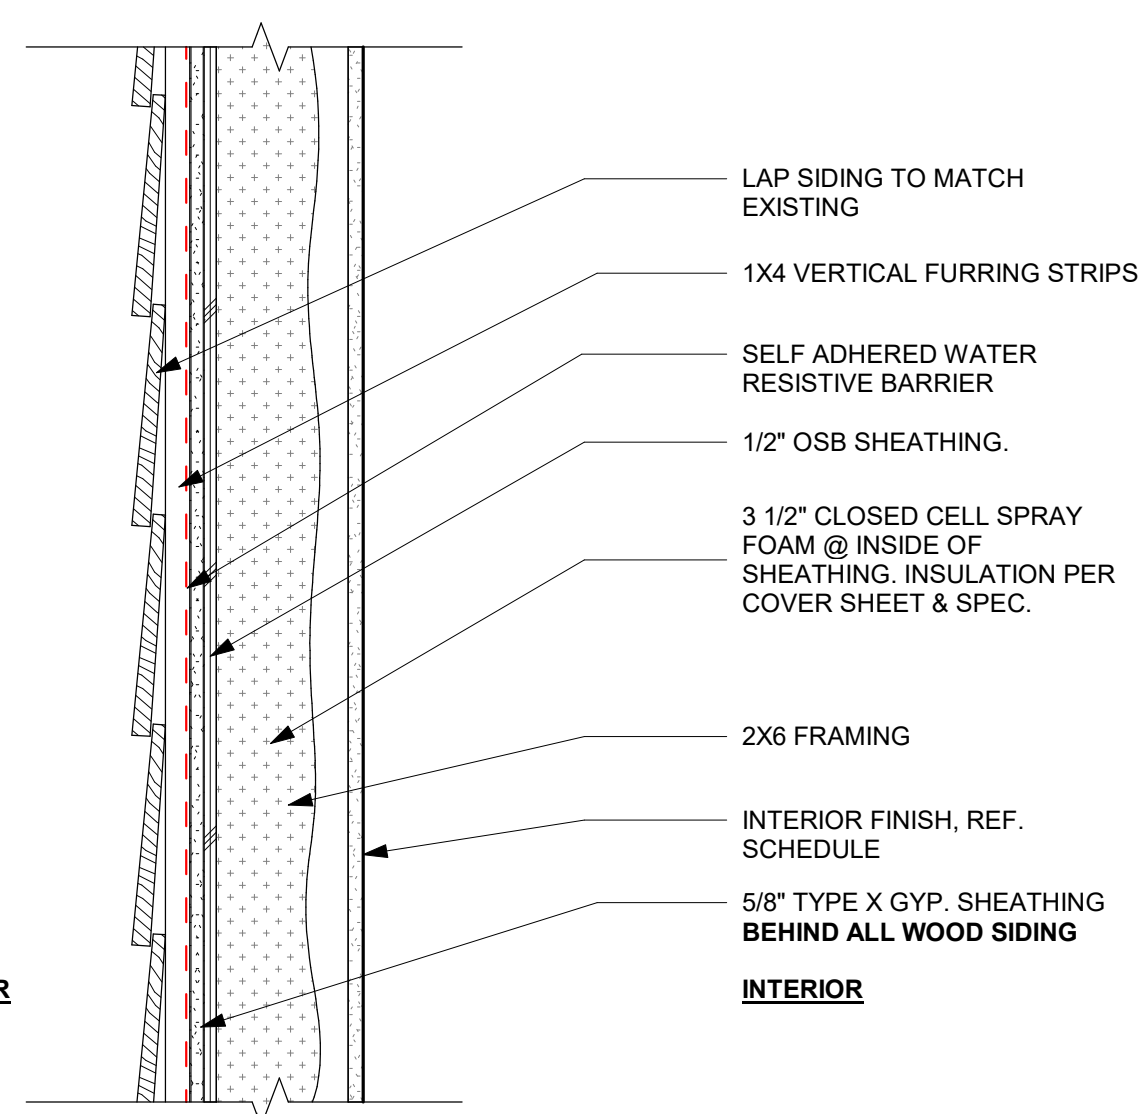 LAP SIDING TO MATCH
EXISTING
1X4 VERTICAL FURRING STRIPS
SELF ADHERED WATER
RESISTIVE BARRIER
1/2" OSB SHEATHING.
3 1/2" CLOSED CELL SPRAY
FOAM @ INSIDE OF
SHEATHING. INSULATION PER
COVER SHEET & SPEC.
2X6 FRAMING
INTERIOR FINISH, REF.
SCHEDULE
5/8" TYPE X GYP. SHEATHING
BEHIND ALL WOOD SIDING
R
INTERIOR